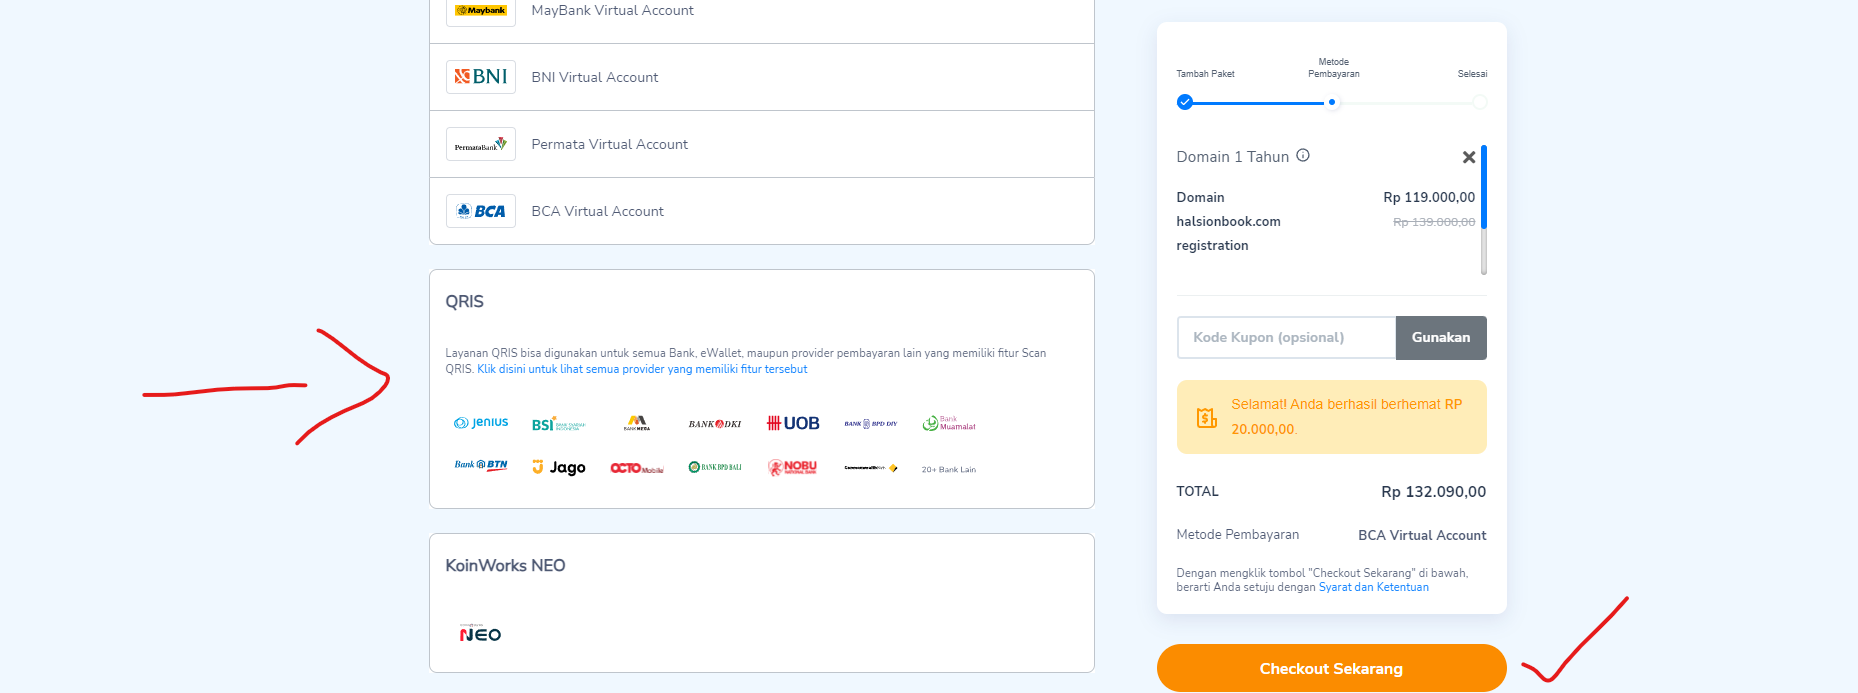 Maybank
MayBank Virtual Account
BNI
BNI Virtual Account
PermataBank
Permata Virtual Account
BCA
BCA Virtual Account
QRIS
Layanan QRIS bisa digunakan untuk semua Bank, eWallet, maupun provider pembayaran lain yang memiliki fitur Scan
QRIS. Klik disini untuk lihat semua provider yang memiliki fitur tersebut
Jenius
BSI BANK SYARIAH INDONESIA
BANK MEGA
BANK DKI
UOB
BANK BPD DIY
Bank Muamalat
Bank BTN
Jago
OCTO Mobile
BANK BPD BALI
NOBU NATIONAL BANK
20+ Bank Lain
KoinWorks NEO
NEO
Tambah Paket
Metode
Pembayaran
Selesai
Domain 1 Tahun
Domain
halsionbook.com
registration
Rp 119.000,00
Rp 139.000,00
Kode Kupon (opsional)
Gunakan
Selamat! Anda berhasil berhemat RP
20.000,00.
TOTAL
Rp 132.090,00
Metode Pembayaran
BCA Virtual Account
Dengan mengklik tombol "Checkout Sekarang" di bawah,
berarti Anda setuju dengan Syarat dan Ketentuan
Checkout Sekarang